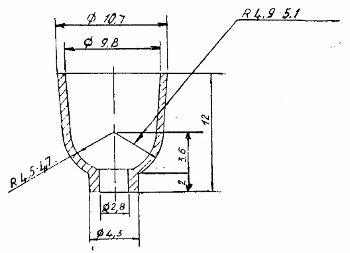 Ø 10,7
R 4,9-5,1
Ø 9,8
12
3,6
R 4,5-4,7
2
Ø 2,8
Ø 4,5